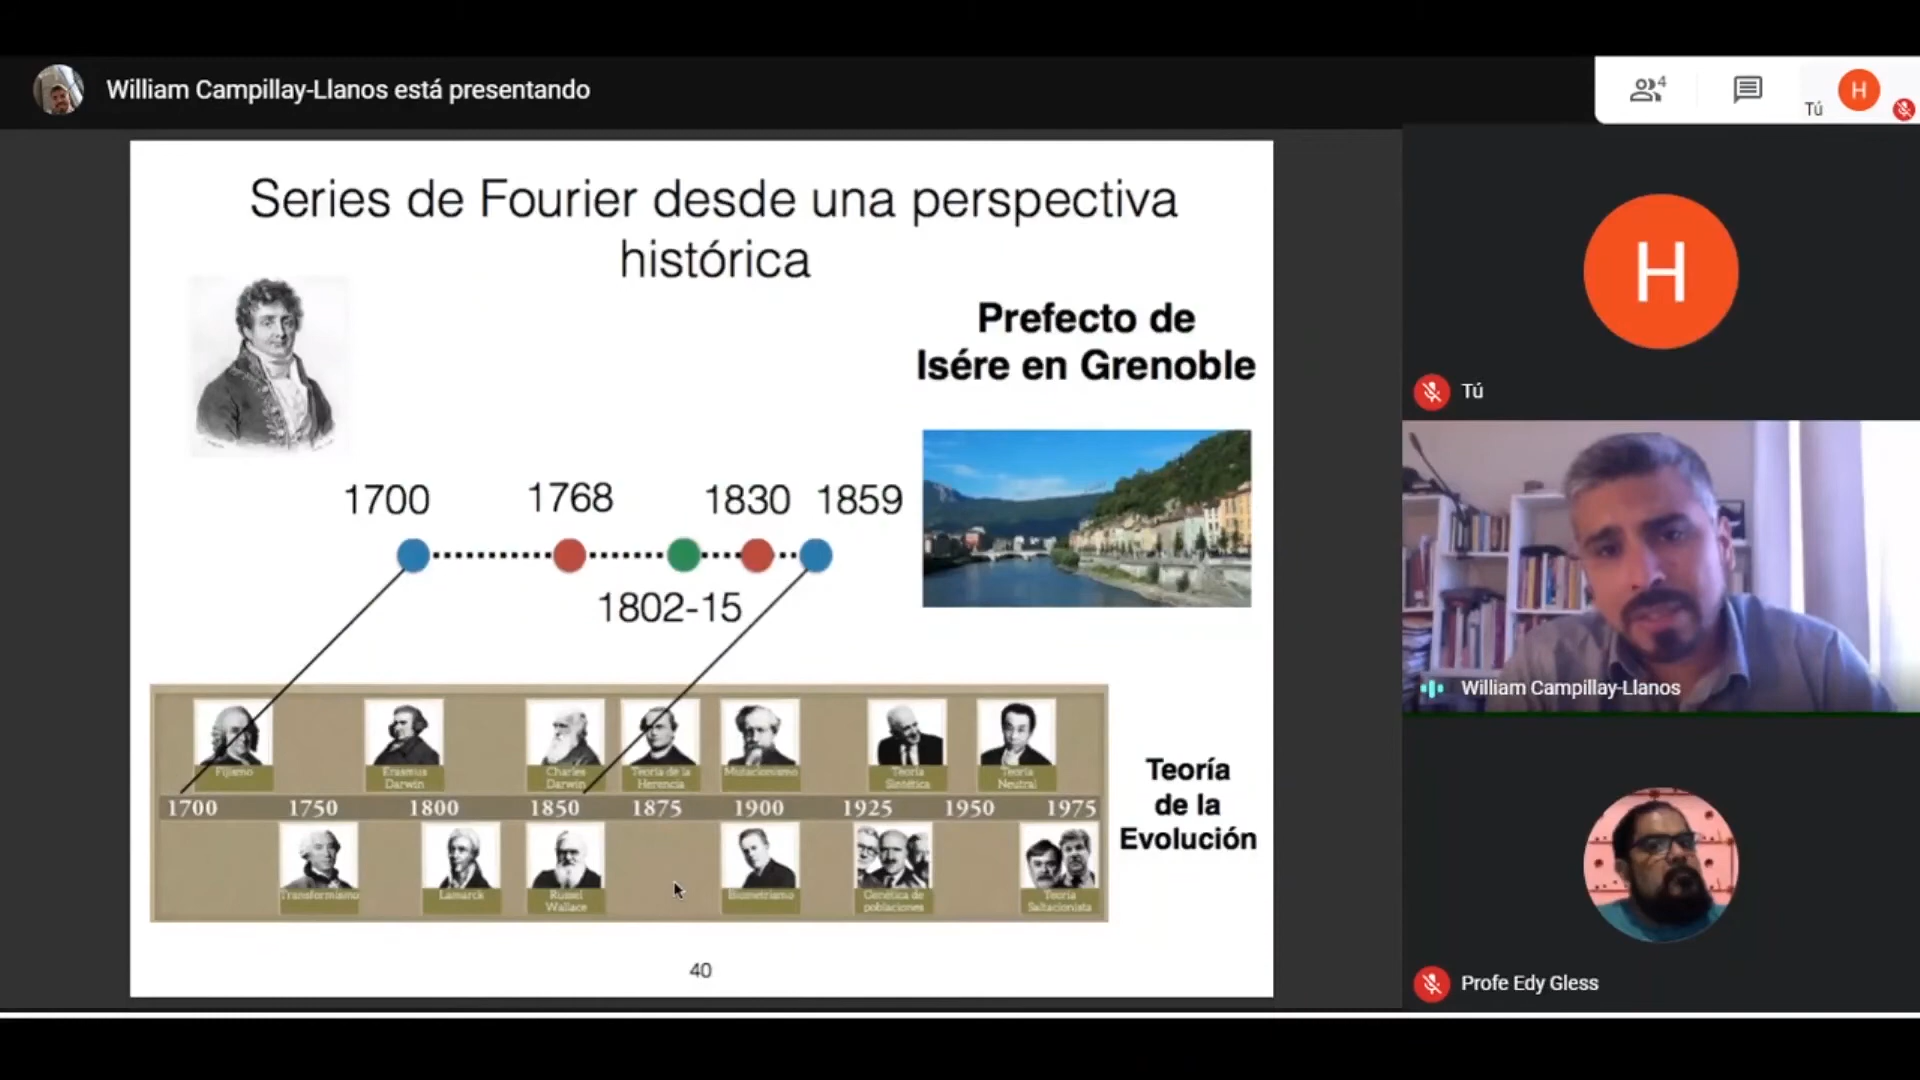 William Campillay-Llanos está presentando
4
Tú
H
Series de Fourier desde una perspectiva
histórica
Prefecto de
Isére en Grenoble
1700
1768
1830
1859
1802-15
Fijismo
Erasmus
Darwin
Charles
Darwin
Teoría de la
Herencia
Mutacionismo
Teoría
Sintética
Teoría
Neutral
1700 1750 1800 1850 1875 1900 1925 1950 1975
Transformismo
Lamarck
Russel
Wallace
Biometrismo
Genética de
poblaciones
Teoría
Saltacionista
Teoría
de la
Evolución
40
H
Tú
William Campillay-Llanos
Profe Edy Gless